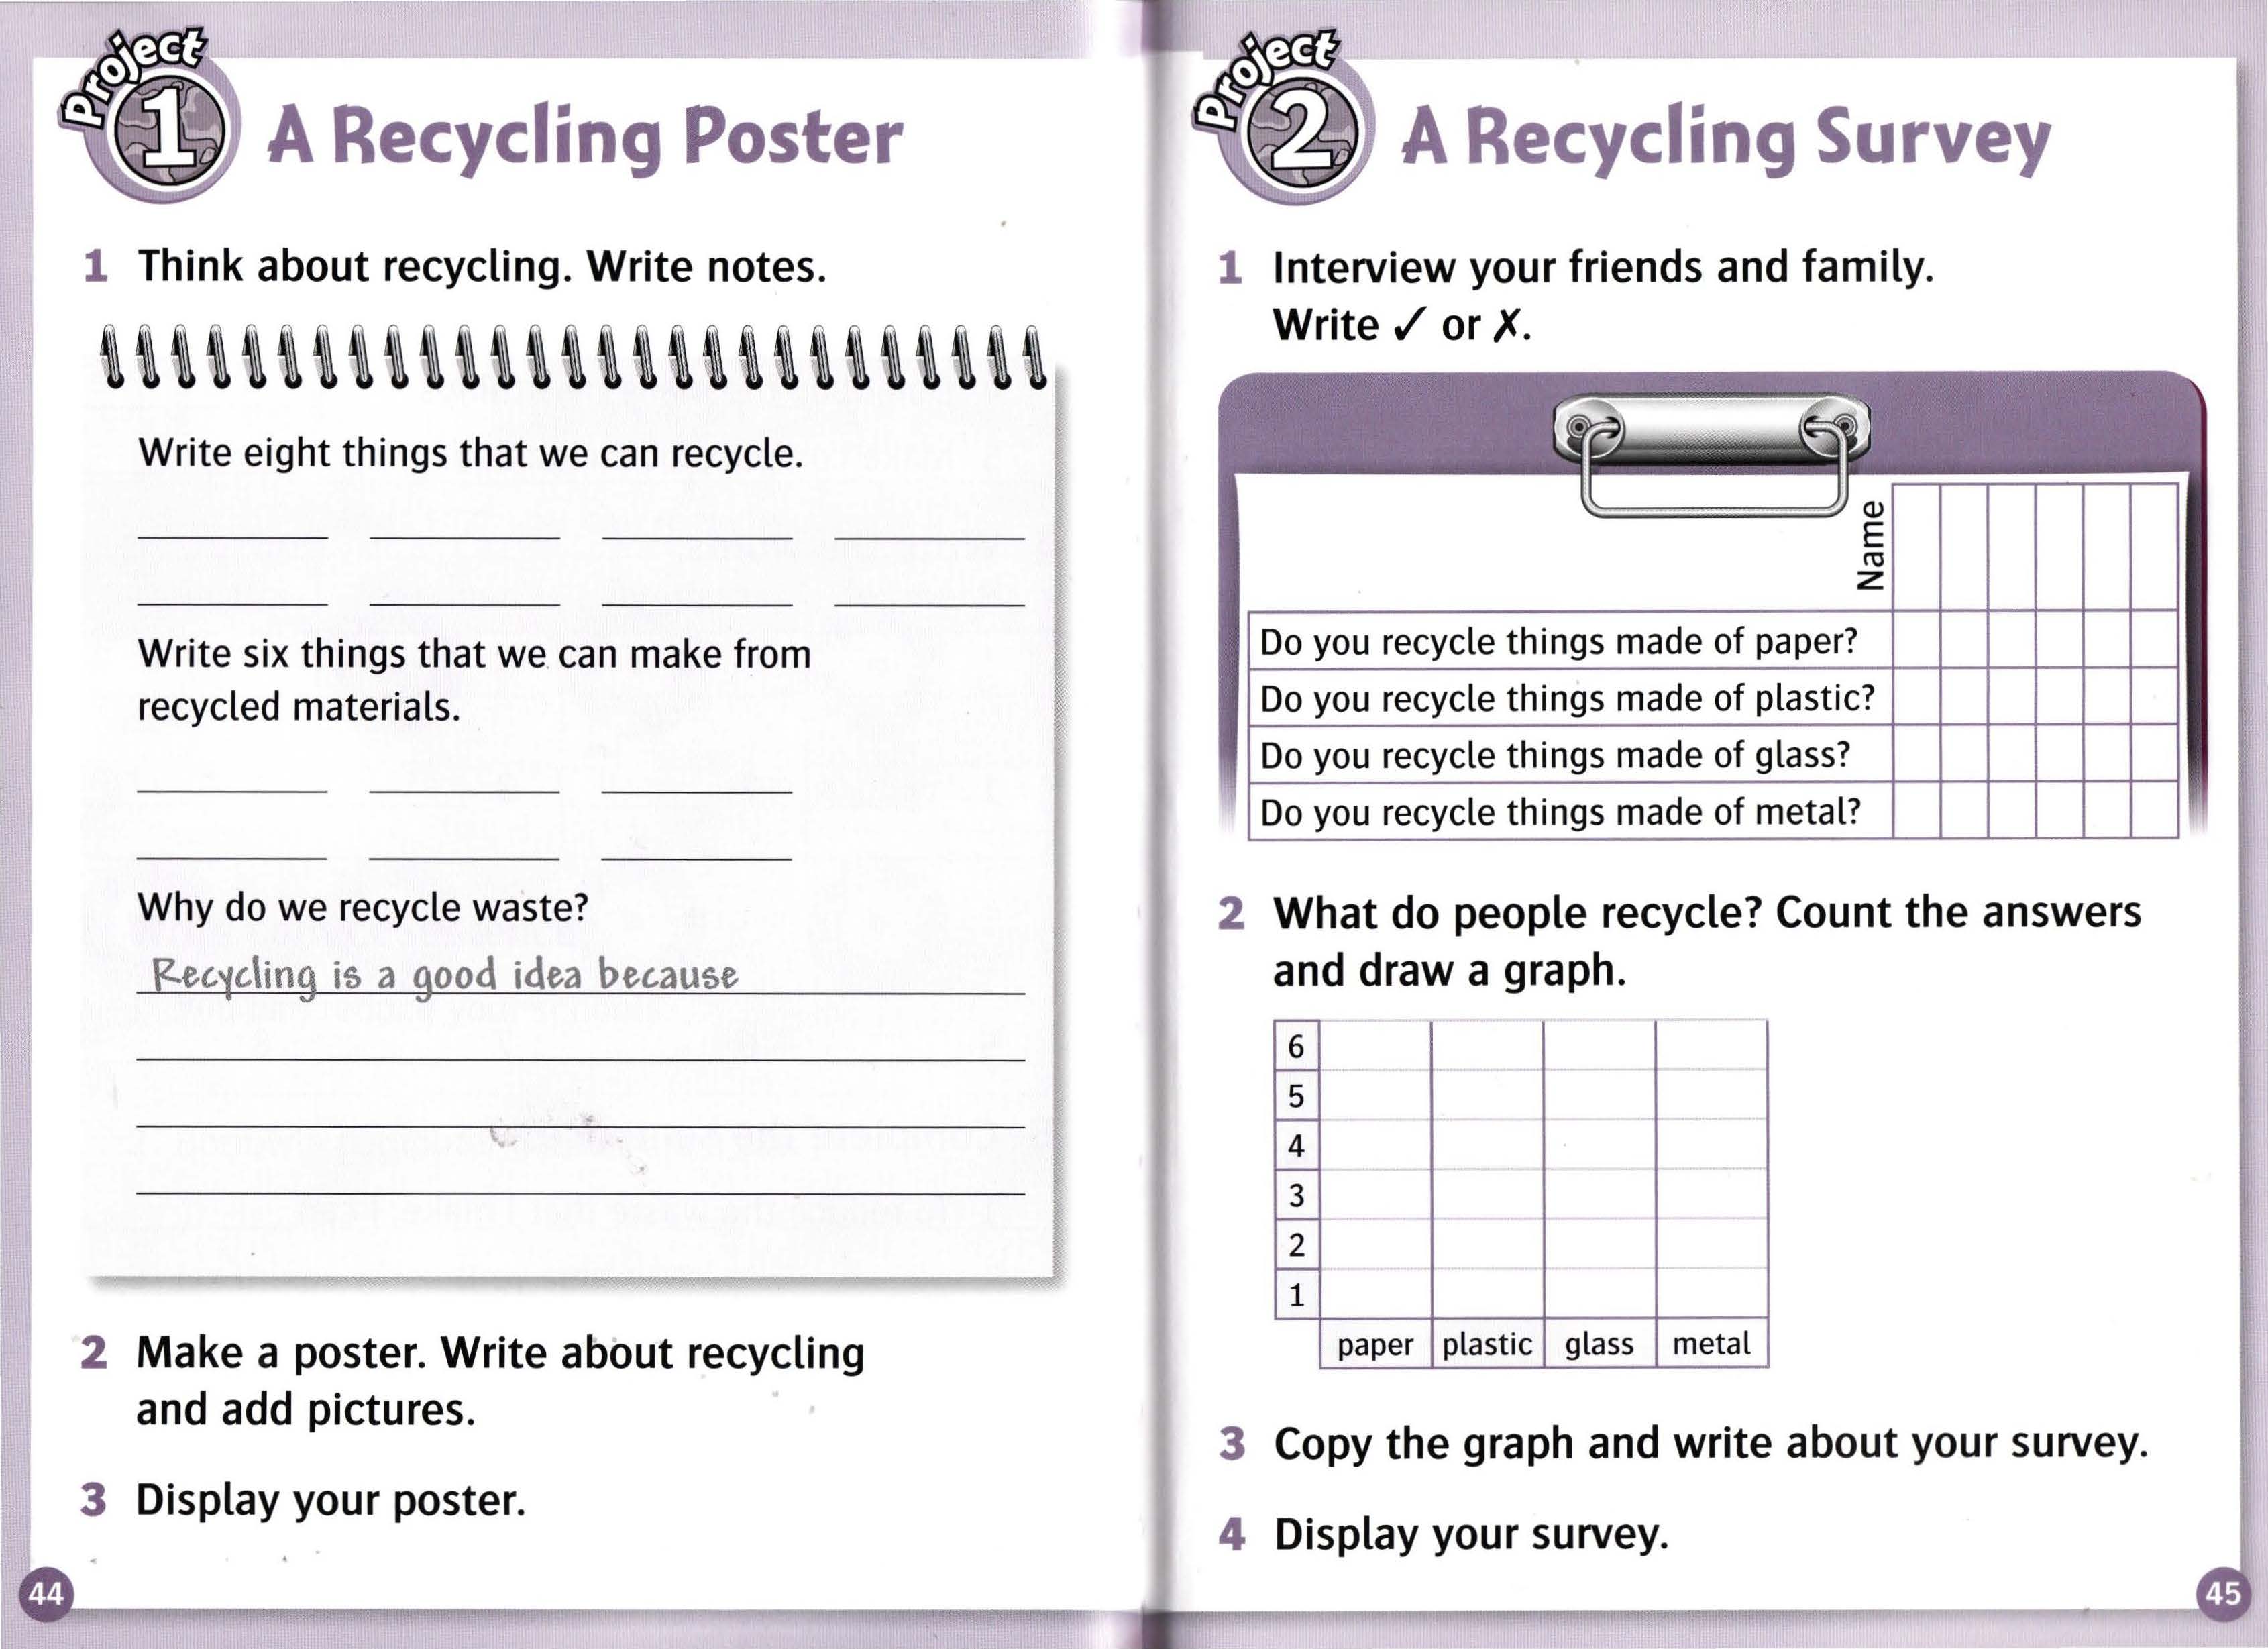 Project
1
A Recycling Poster
1 Think about recycling. Write notes.
Write eight things that we can recycle.
Write six things that we can make from
recycled materials.
Why do we recycle waste?
Recycling is a good idea because
2 Make a poster. Write about recycling
and add pictures.
3 Display your poster.
44
Project
2
A Recycling Survey
1 Interview your friends and family.
Write ✓ or ✗.
Name
Do you recycle things made of paper?
Do you recycle things made of plastic?
Do you recycle things made of glass?
Do you recycle things made of metal?
2 What do people recycle? Count the answers
and draw a graph.
6
5
4
3
2
1
paper plastic glass metal
3 Copy the graph and write about your survey.
4 Display your survey.
45